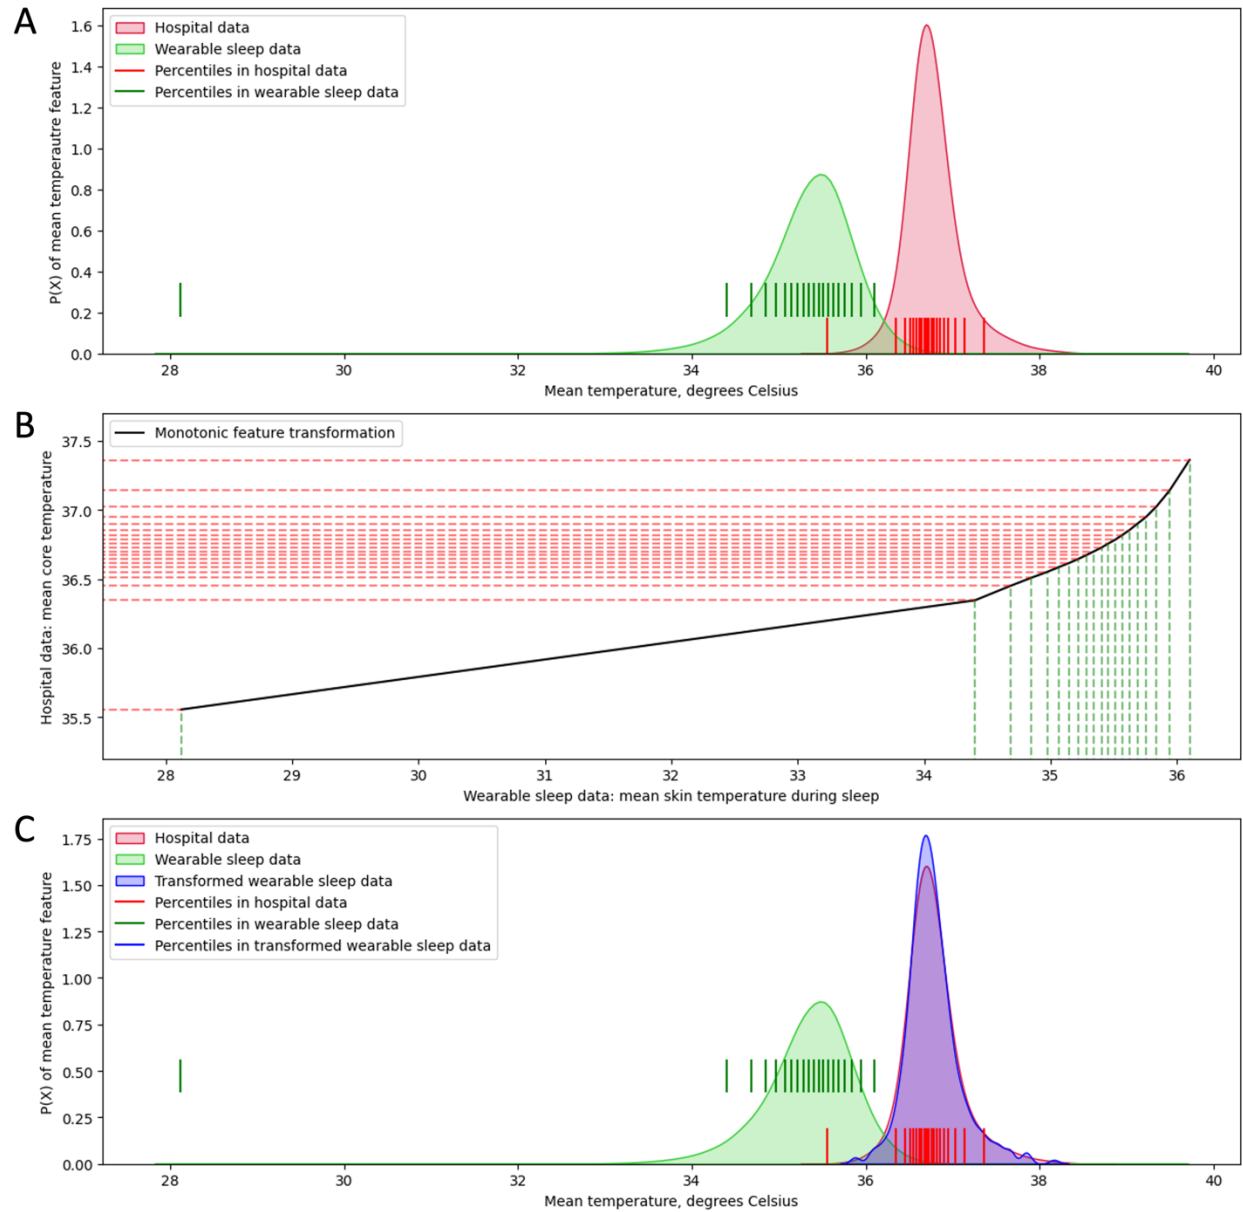 A
Hospital data
Wearable sleep data
Percentiles in hospital data
Percentiles in wearable sleep data
P(X) of mean temperautre feature
1.6
1.4
1.2
1.0
0.8
0.6
0.4
0.2
0.0
28 30 32 34 36 38 40
Mean temperature, degrees Celsius
B
Monotonic feature transformation
Hospital data: mean core temperature
37.5
37.0
36.5
36.0
35.5
28 29 30 31 32 33 34 35 36
Wearable sleep data: mean skin temperature during sleep
C
Hospital data
Wearable sleep data
Transformed wearable sleep data
Percentiles in hospital data
Percentiles in wearable sleep data
Percentiles in transformed wearable sleep data
P(X) of mean temperature feature
1.75
1.50
1.25
1.00
0.75
0.50
0.25
0.00
28 30 32 34 36 38 40
Mean temperature, degrees Celsius